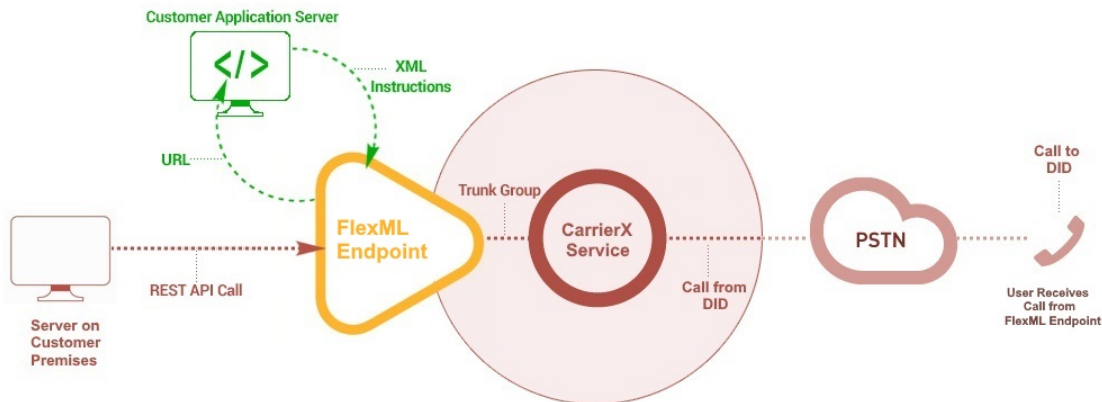 Customer Application Server
</>
XML
Instructions
URL
FlexML
Endpoint
REST API Call
Server on
Customer
Premises
Trunk Group
CarrierX
Service
Call from
DID
PSTN
Call to
DID
User Receives
Call from
FlexML Endpoint